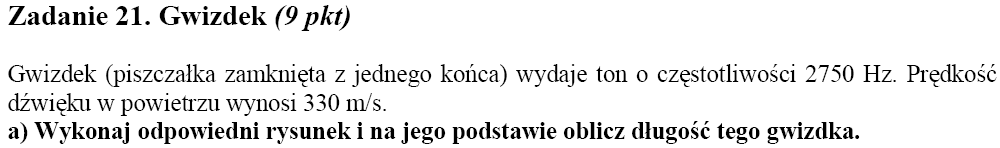 Zadanie 21. Gwizdek (9 pkt)
Gwizdek (piszczałka zamknięta z jednego końca) wydaje ton o częstotliwości 2750 Hz. Prędkość
dźwięku w powietrzu wynosi 330 m/s.
a) Wykonaj odpowiedni rysunek i na jego podstawie oblicz długość tego gwizdka.